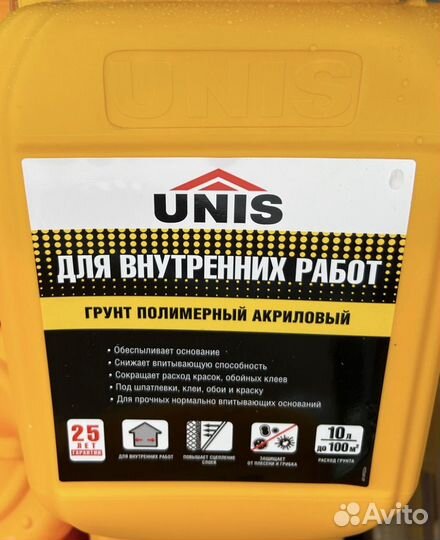 UNIS
UNIS
ДЛЯ ВНУТРЕННИХ РАБОТ
ГРУНТ ПОЛИМЕРНЫЙ АКРИЛОВЫЙ
• Обеспыливает основание
• Снижает впитывающую способность
• Сокращает расход красок, обойных клеев
• Под шпатлевки, клеи, обои и краску
• Для прочных нормально впитывающих оснований
25
ЛЕТ
ГАРАНТИЯ
ДЛЯ ВНУТРЕННИХ РАБОТ
ПОВЫШАЕТ СЦЕПЛЕНИЕ СЛОЕВ
ЗАЩИЩАЕТ ОТ ПЛЕСЕНИ И ГРИБКА
10 л
до 100 м²
РАСХОД ГРУНТА
Avito